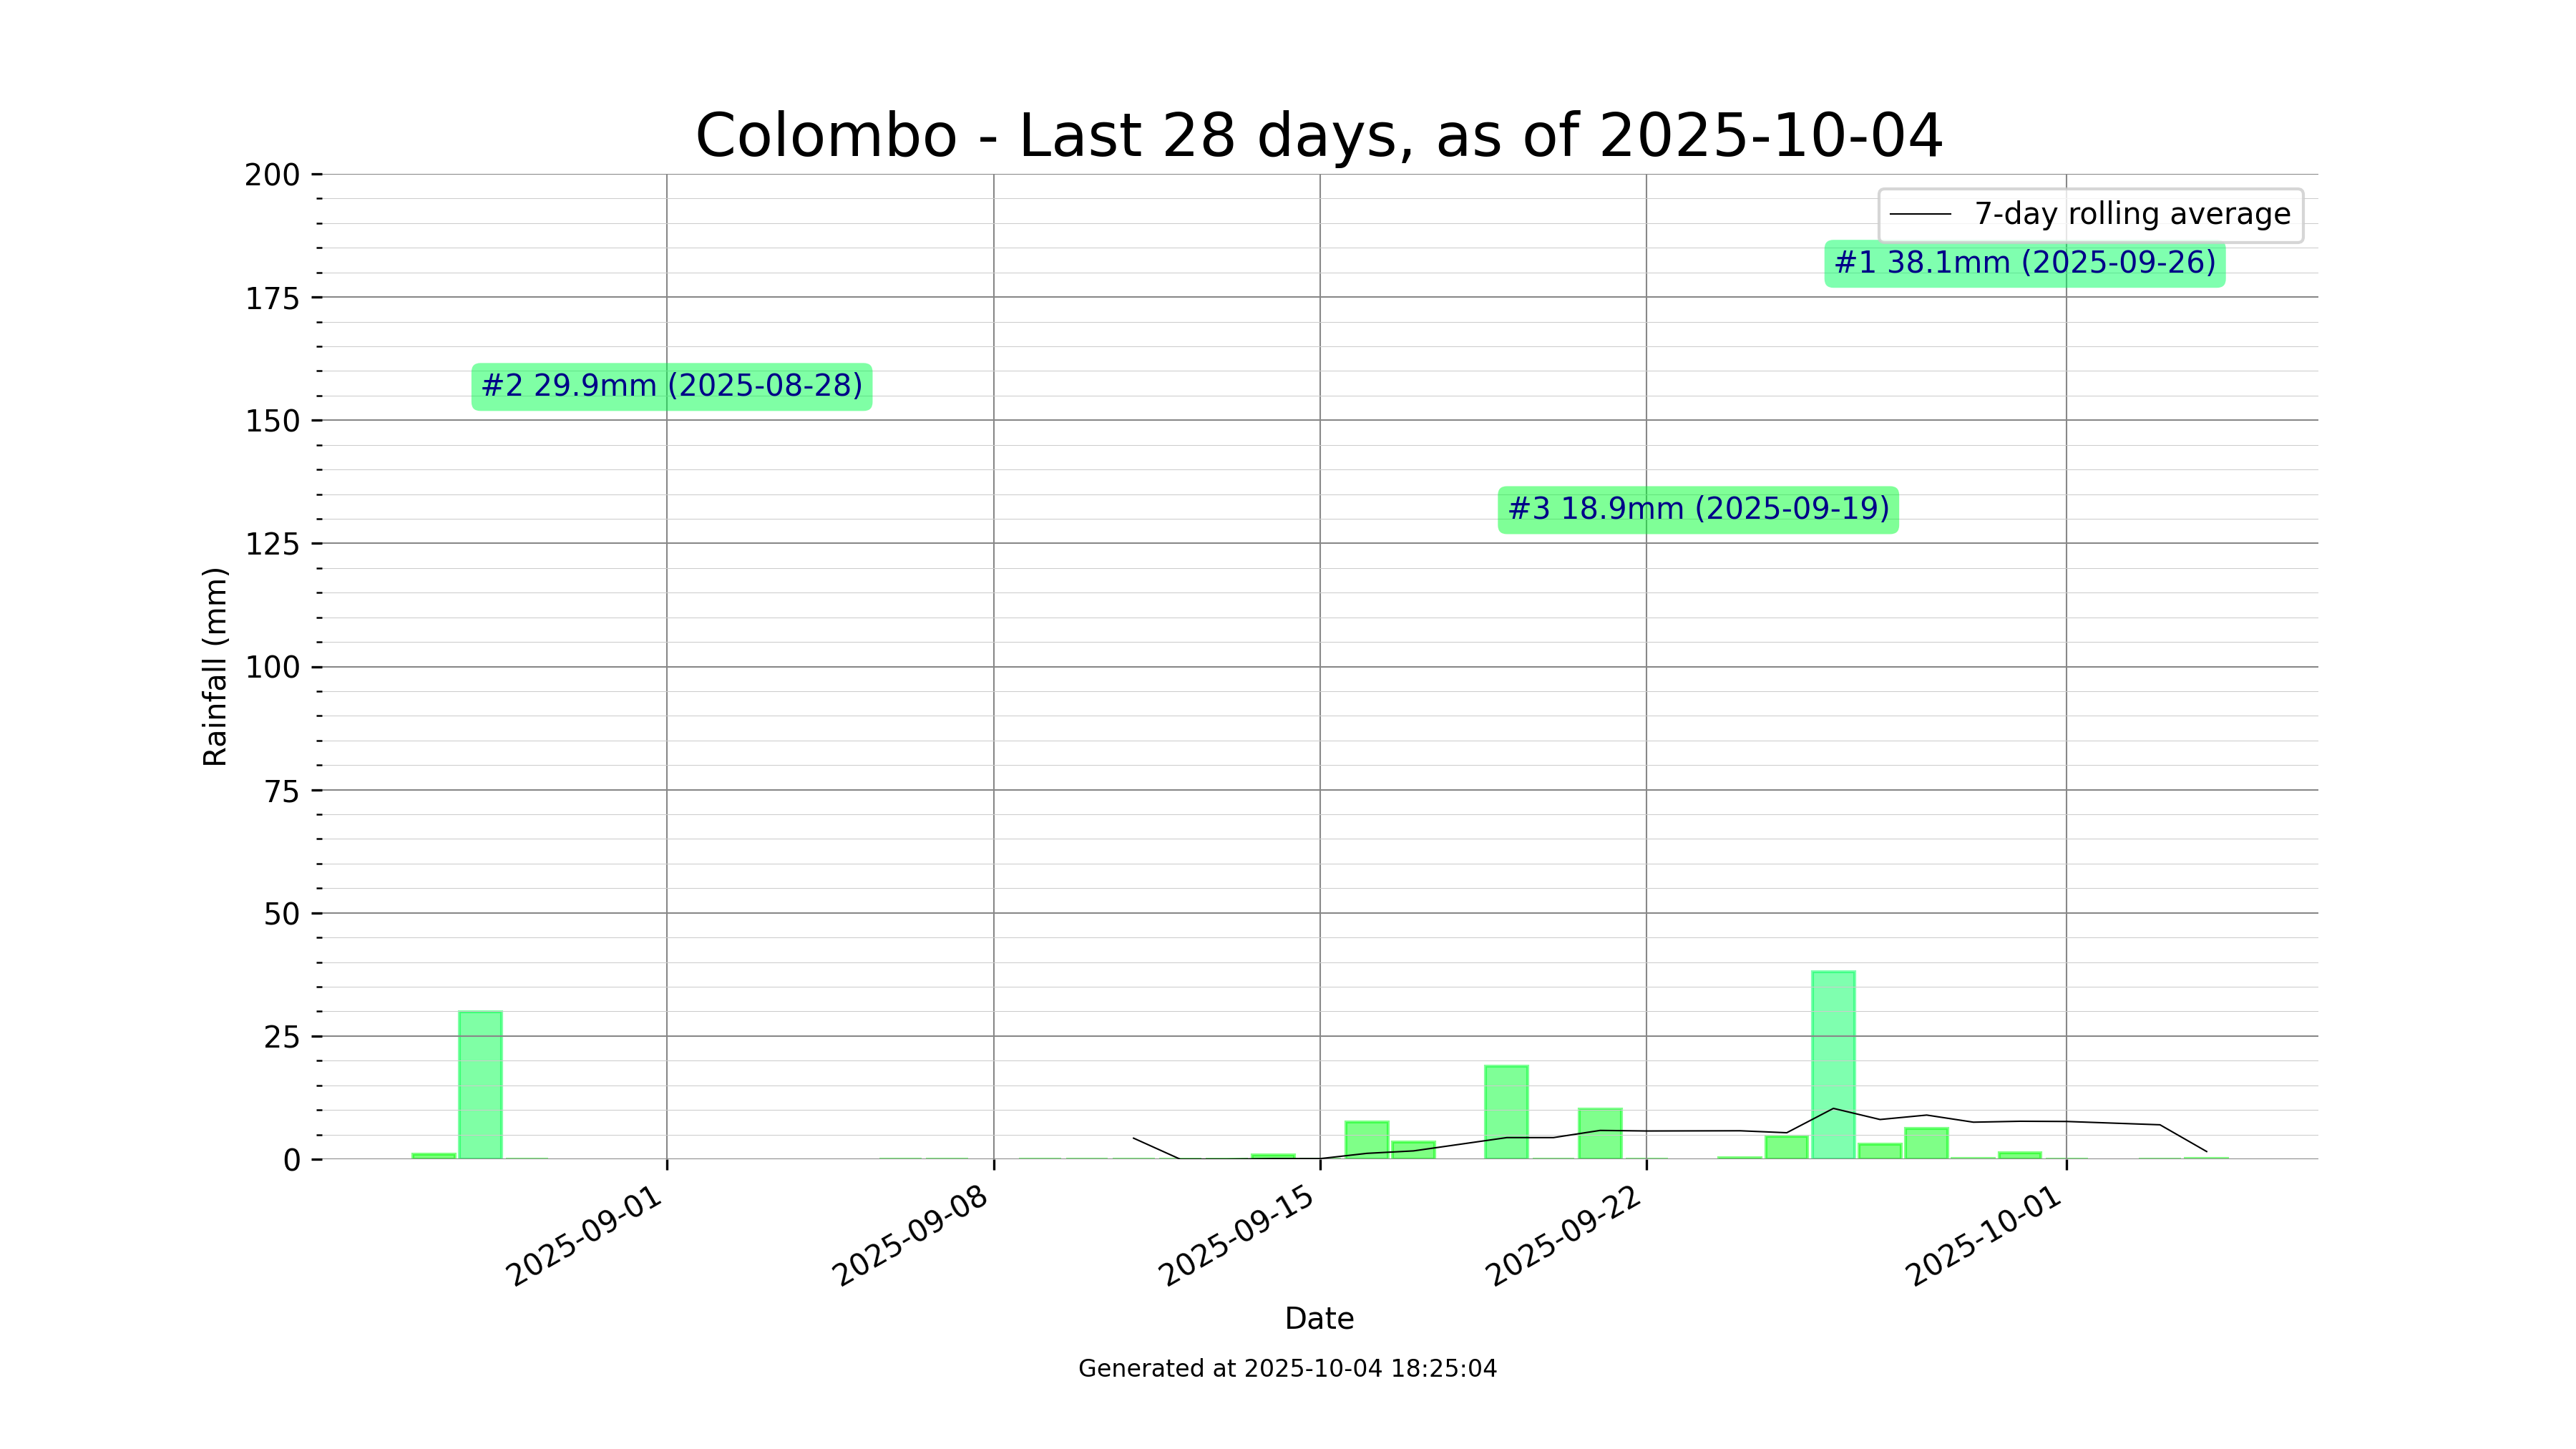 Colombo - Last 28 days, as of 2025-10-04
7-day rolling average
#1 38.1mm (2025-09-26)
#2 29.9mm (2025-08-28)
#3 18.9mm (2025-09-19)
Rainfall (mm)
200
175
150
125
100
75
50
25
0
2025-09-01
2025-09-08
2025-09-15
2025-09-22
2025-10-01
Date
Generated at 2025-10-04 18:25:04